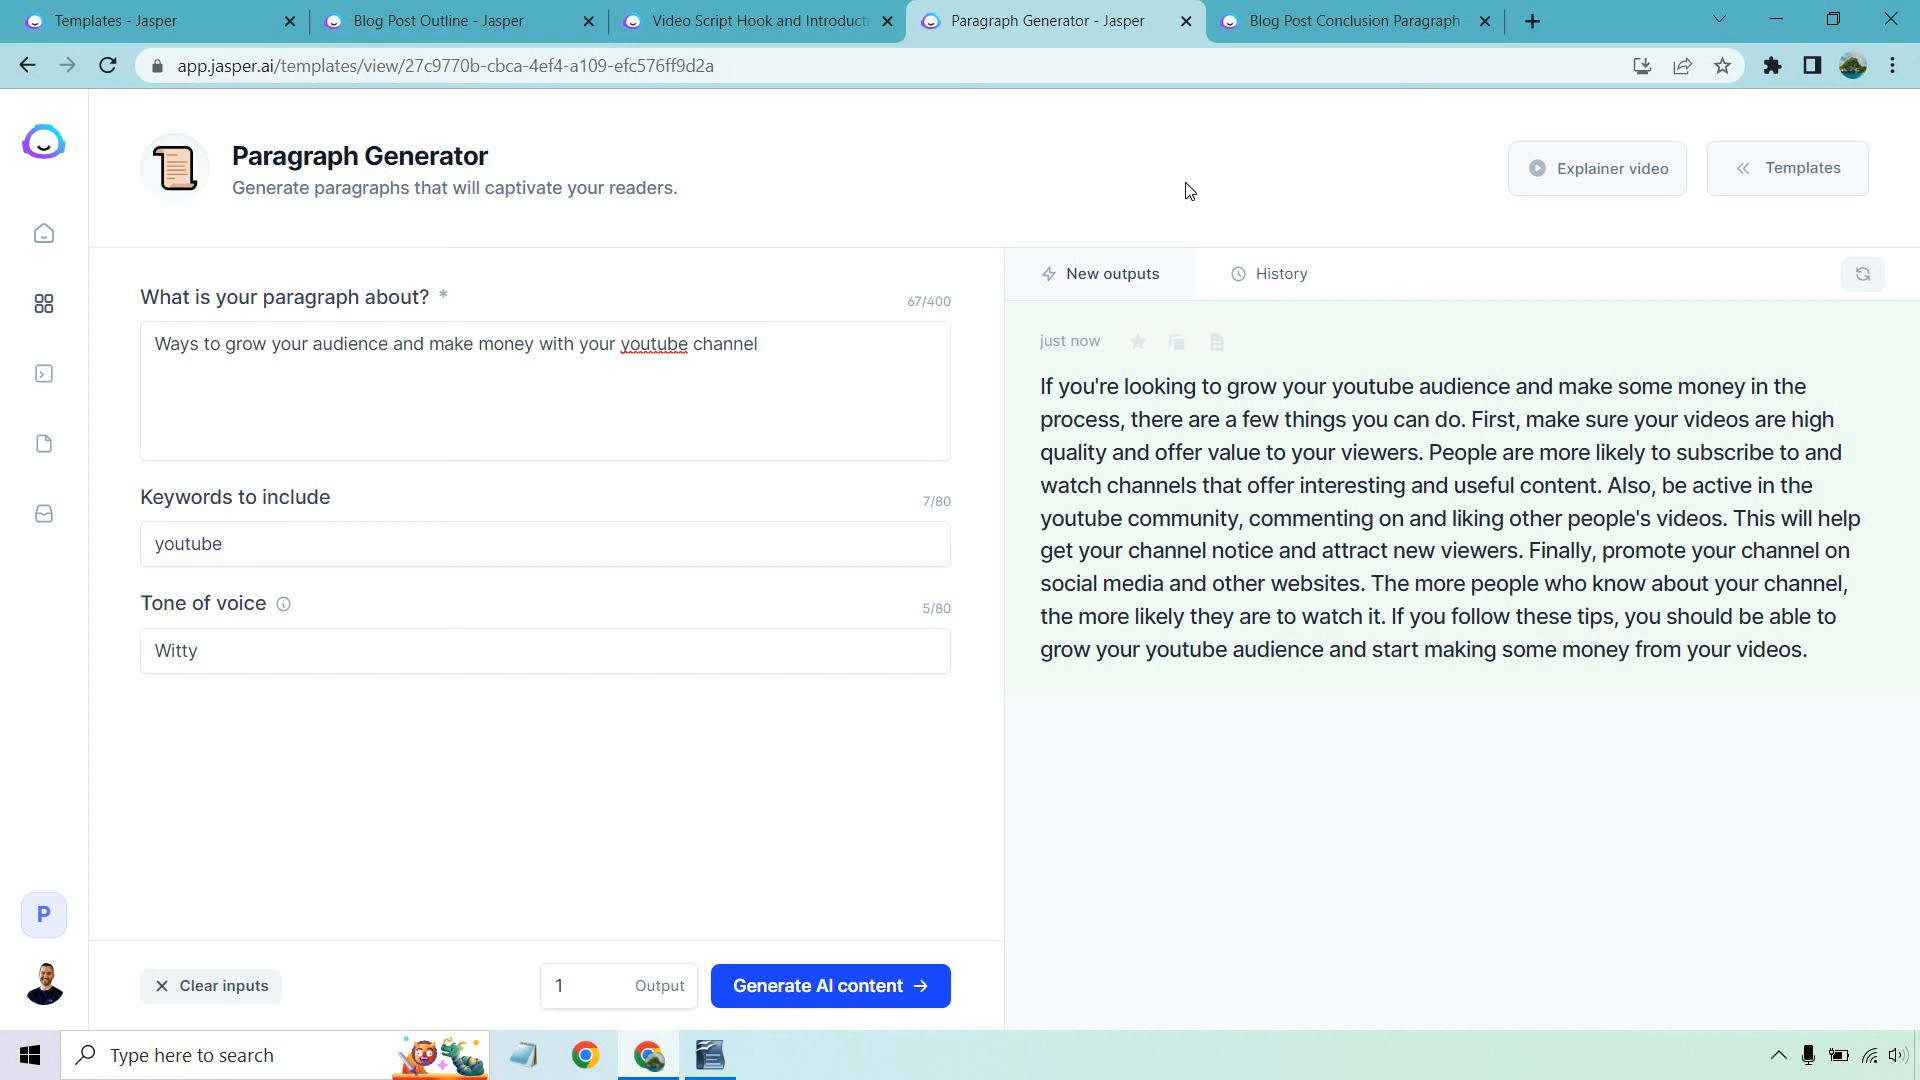 Templates - Jasper
Blog Post Outline - Jasper
Video Script Hook and Introducti
Paragraph Generator - Jasper
Blog Post Conclusion Paragraph
app.jasper.ai/templates/view/27c9770b-cbca-4ef4-a109-efc576ff9d2a
Paragraph Generator
Generate paragraphs that will captivate your readers.
Explainer video
Templates
What is your paragraph about? *
67/400
Ways to grow your audience and make money with your youtube channel
Keywords to include
7/80
youtube
Tone of voice
5/80
Witty
Clear inputs
1 Output
Generate AI content →
New outputs
History
just now
If you're looking to grow your youtube audience and make some money in the
process, there are a few things you can do. First, make sure your videos are high
quality and offer value to your viewers. People are more likely to subscribe to and
watch channels that offer interesting and useful content. Also, be active in the
youtube community, commenting on and liking other people's videos. This will help
get your channel notice and attract new viewers. Finally, promote your channel on
social media and other websites. The more people who know about your channel,
the more likely they are to watch it. If you follow these tips, you should be able to
grow your youtube audience and start making some money from your videos.
P
Type here to search